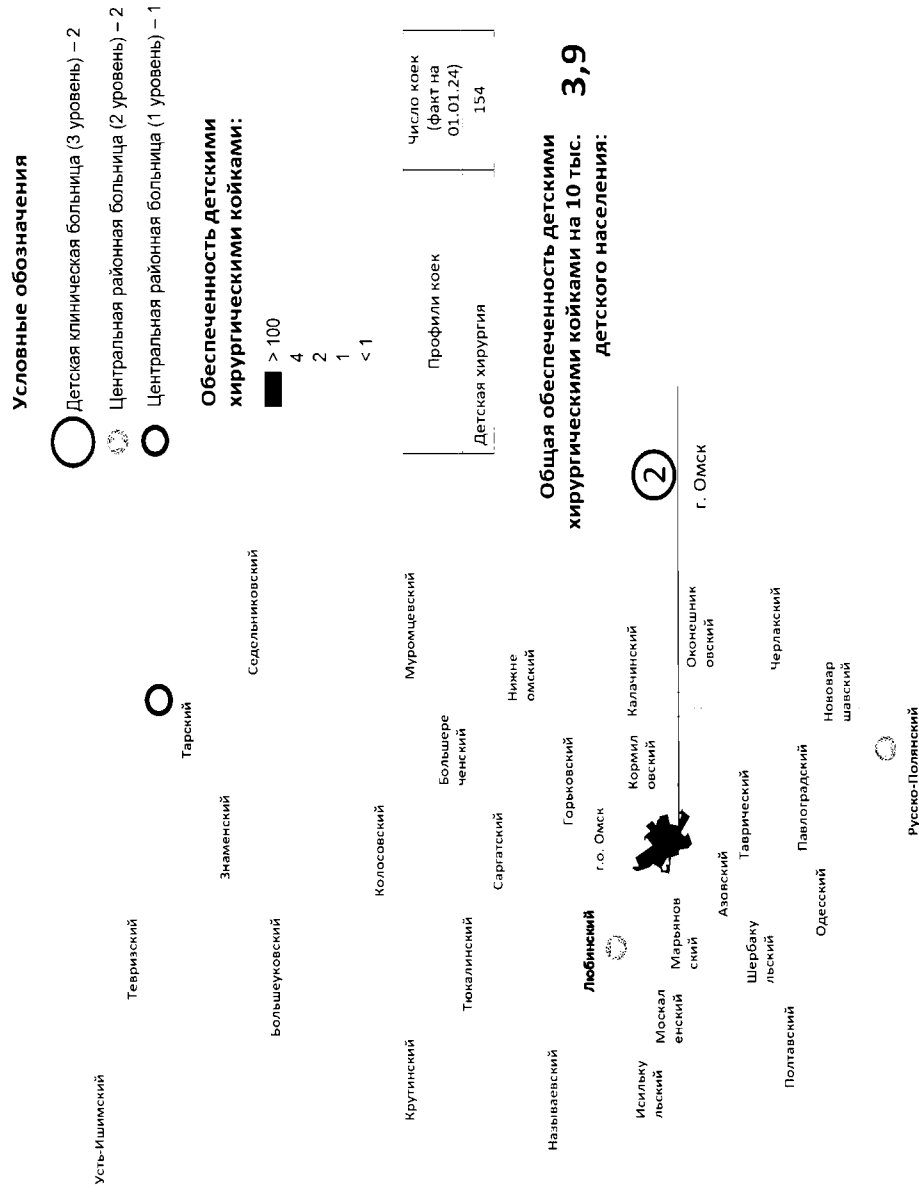 Условные обозначения
Детская клиническая больница (3 уровень) – 2
Центральная районная больница (2 уровень) – 2
Центральная районная больница (1 уровень) – 1
Обеспеченность детскими
хирургическими койками:
> 100
4
2
1
< 1
Профили коек
Число коек
(факт на
01.01.24)
Детская хирургия
154
Общая обеспеченность детскими
хирургическими койками на 10 тыс.
детского населения:
3,9
2
г. Омск
Усть-Ишимский
Тевризский
Тарский
Знаменский
Седельниковский
Большеуковский
Колосовский
Крутинский
Муромцевский
Большере
ченский
Тюкалинский
Саргатский
Нижне
омский
Называевский
Горьковский
Любинский
г.о. Омск
Исильку
льский
Москал
енский
Марьянов
ский
Кормил
овский
Калачинский
Оконешник
овский
Азовский
Таврический
Шербаку
льский
Черлакский
Полтавский
Одесский
Павлоградский
Нововар
шавский
Русско-Полянский